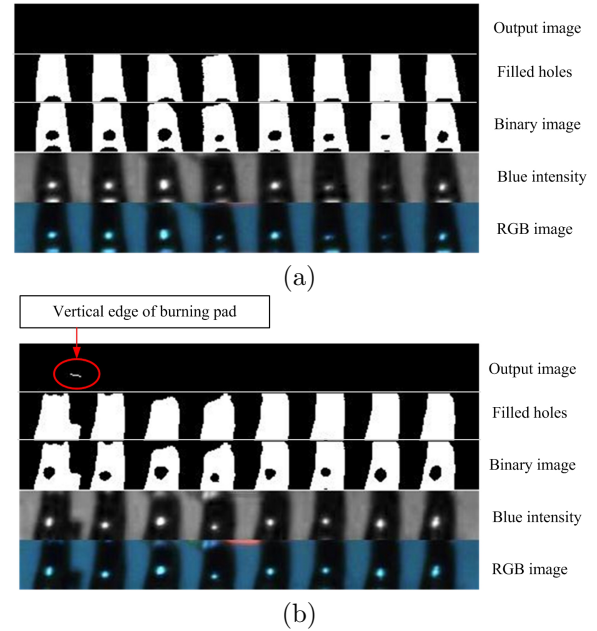 Output image
Filled holes
Binary image
Blue intensity
RGB image
(a)
Vertical edge of burning pad
Output image
Filled holes
Binary image
Blue intensity
RGB image
(b)